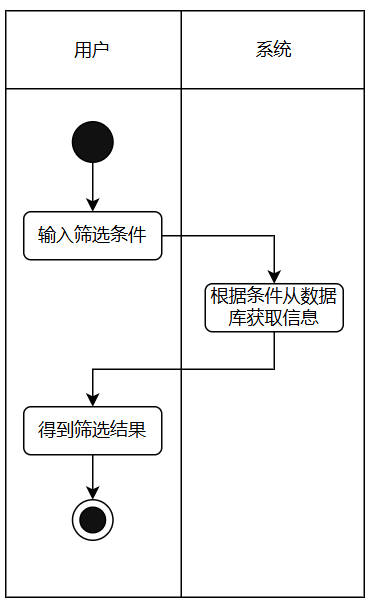 用户
系统
输入筛选条件
根据条件从数据
库获取信息
得到筛选结果